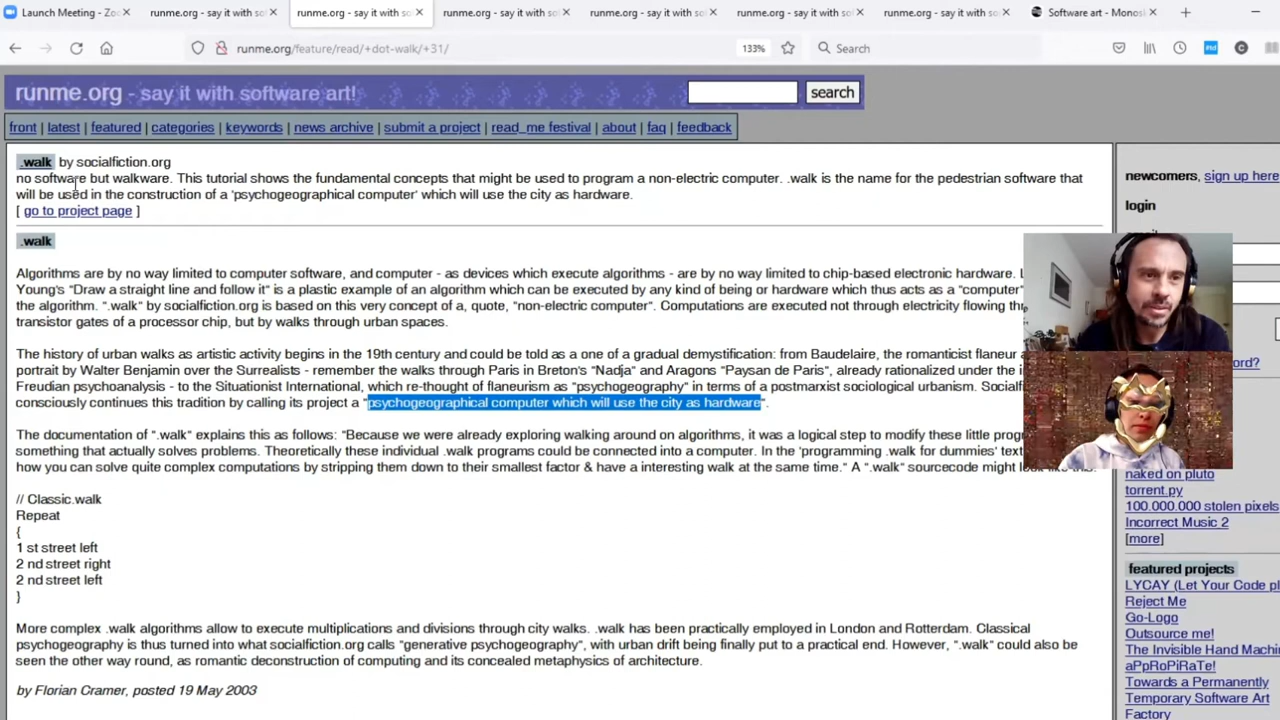 Launch Meeting - Zoo
runme.org - say it with sof
runme.org - say it with sof
runme.org - say it with sof
runme.org - say it with sof
runme.org - say it with sof
runme.org - say it with sof
Software art - Monos
runme.org/feature/read/+dot-walk/+31/
133%
Search
runme.org - say it with software art!
search
front | latest | featured | categories | keywords | news archive | submit a project | read_me festival | about | faq | feedback
.walk by socialfiction.org
no software but walkware. This tutorial shows the fundamental concepts that might be used to program a non-electric computer. .walk is the name for the pedestrian software that
will be used in the construction of a 'psychogeographical computer' which will use the city as hardware.
[ go to project page ]
.walk
Algorithms are by no way limited to computer software, and computer - as devices which execute algorithms - are by no way limited to chip-based electronic hardware. L
Young's "Draw a straight line and follow it" is a plastic example of an algorithm which can be executed by any kind of being or hardware which thus acts as a "computer"
the algorithm. ".walk" by socialfiction.org is based on this very concept of a, quote, "non-electric computer". Computations are executed not through electricity flowing thr
transistor gates of a processor chip, but by walks through urban spaces.
The history of urban walks as artistic activity begins in the 19th century and could be told as a one of a gradual demystification: from Baudelaire, the romanticist flaneur a
portrait by Walter Benjamin over the Surrealists - remember the walks through Paris in Breton's "Nadja" and Aragons "Paysan de Paris", already rationalized under the in
Freudian psychoanalysis - to the Situationist International, which re-thought of flaneurism as "psychogeography" in terms of a postmarxist sociological urbanism. Socialfi
consciously continues this tradition by calling its project a "psychogeographical computer which will use the city as hardware".
The documentation of ".walk" explains this as follows: "Because we were already exploring walking around on algorithms, it was a logical step to modify these little progr
something that actually solves problems. Theoretically these individual .walk programs could be connected into a computer. In the 'programming .walk for dummies' text
how you can solve quite complex computations by stripping them down to their smallest factor & have a interesting walk at the same time." A ".walk" sourcecode might look like this:
// Classic.walk
Repeat
{
1 st street left
2 nd street right
2 nd street left
}
More complex .walk algorithms allow to execute multiplications and divisions through city walks. .walk has been practically employed in London and Rotterdam. Classical
psychogeography is thus turned into what socialfiction.org calls "generative psychogeography", with urban drift being finally put to a practical end. However, ".walk" could also be
seen the other way round, as romantic deconstruction of computing and its concealed metaphysics of architecture.
by Florian Cramer, posted 19 May 2003
newcomers, sign up here
login
naked on pluto
torrent.py
100.000.000 stolen pixels
Incorrect Music 2
[more]
featured projects
LYCAY (Let Your Code pl
Reject Me
Go-Logo
Outsource me!
The Invisible Hand Machin
aPpRoPiRaTe!
Towards a Permanently
Temporary Software Art
Factory